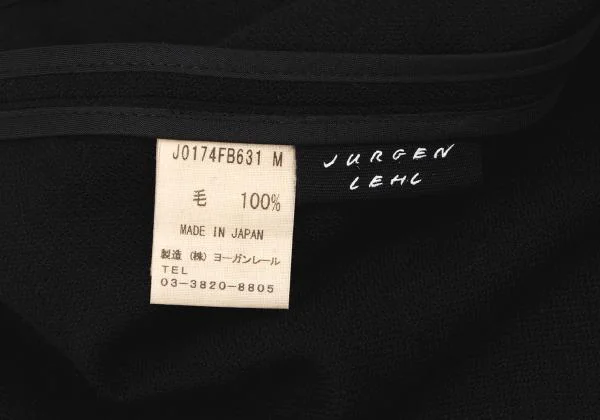 J0174FB631 M
毛 100%
MADE IN JAPAN
製造 (株) ヨーガンレール
TEL
03-3820-8805
JURGEN
LEHL